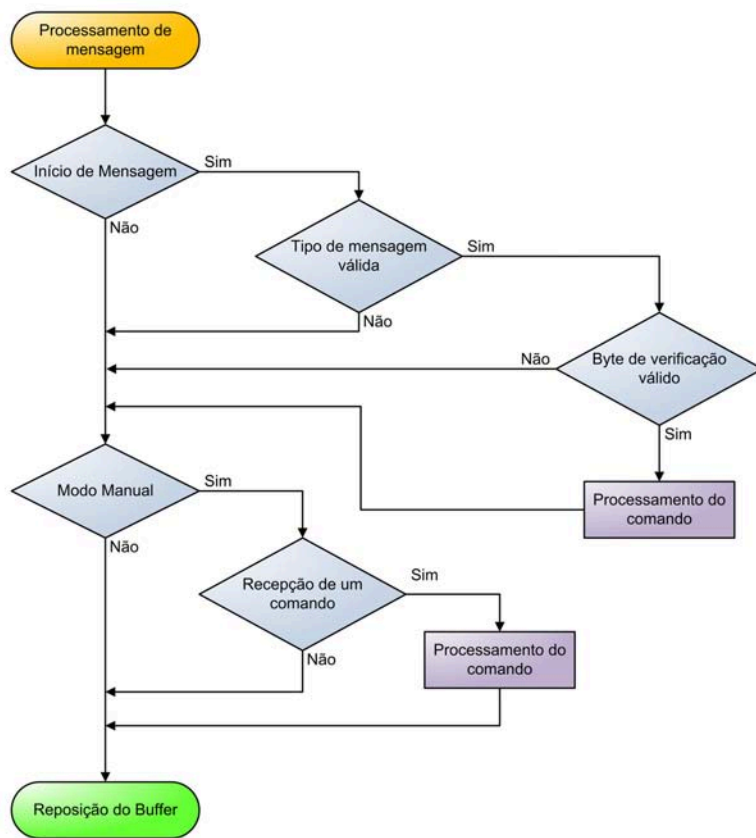 Processamento de
mensagem
Início de Mensagem
Sim
Não
Tipo de mensagem
válida
Sim
Não
Byte de verificação
válido
Não
Sim
Processamento do
comando
Modo Manual
Sim
Não
Recepção de um
comando
Sim
Não
Processamento do
comando
Reposição do Buffer